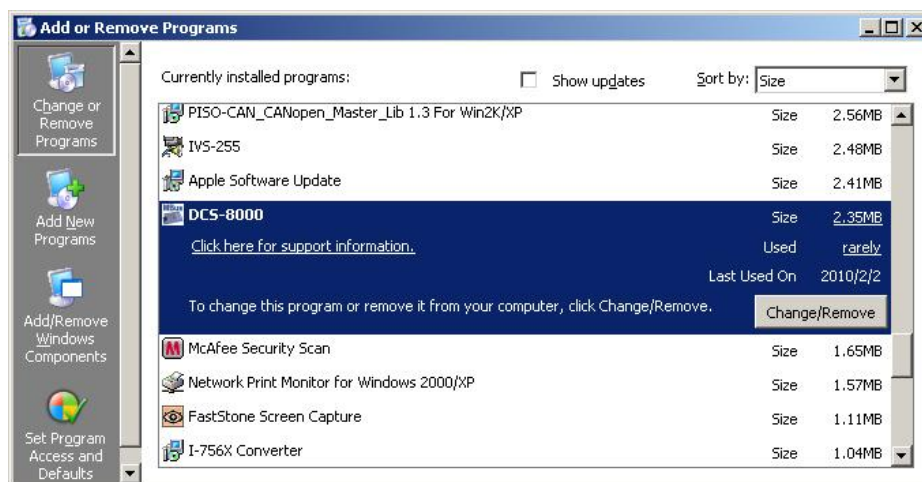 Add or Remove Programs
Change or
Remove
Programs
Add New
Programs
Add/Remove
Windows
Components
Set Program
Access and
Defaults
Currently installed programs:
Show updates
Sort by: Size
PISO-CAN_CANopen_Master_Lib 1.3 For Win2K/XP Size 2.56MB
IVS-255 Size 2.48MB
Apple Software Update Size 2.41MB
DCS-8000 Size 2.35MB
Click here for support information. Used rarely
Last Used On 2010/2/2
To change this program or remove it from your computer, click Change/Remove. Change/Remove
McAfee Security Scan Size 1.65MB
Network Print Monitor for Windows 2000/XP Size 1.57MB
FastStone Screen Capture Size 1.11MB
I-756X Converter Size 1.04MB